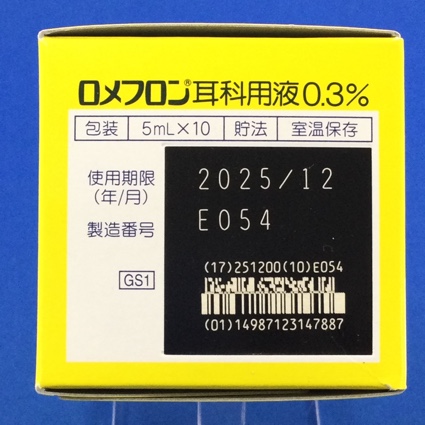 ロメフロン®耳科用液0.3%
包装 5mL×10 貯法 室温保存
使用期限 2025/12
(年/月)
製造番号 E054
(17)251200(10)E054
GS1
(01)14987123147887